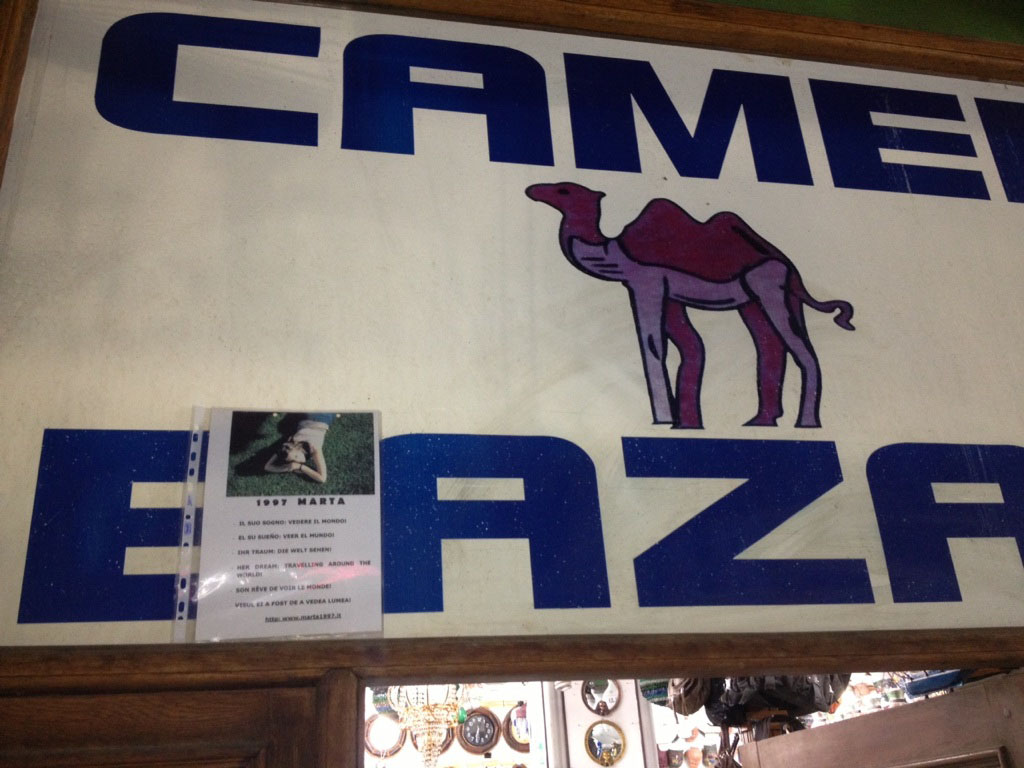 CAMEL
BAZA
1997 MARTA
IL SUO SOGNO: VEDERE IL MONDO!
EL SU SUEÑO: VEER EL MUNDO!
IHR TRAUM: DIE WELT SEHEN!
HER DREAM: TRAVELLING AROUND THE
WORLD!
SON RÊVE DE VOIR LE MONDE!
VISUL EI A FOST DE A VEDEA LUMEA!
http: www.marta1997.it